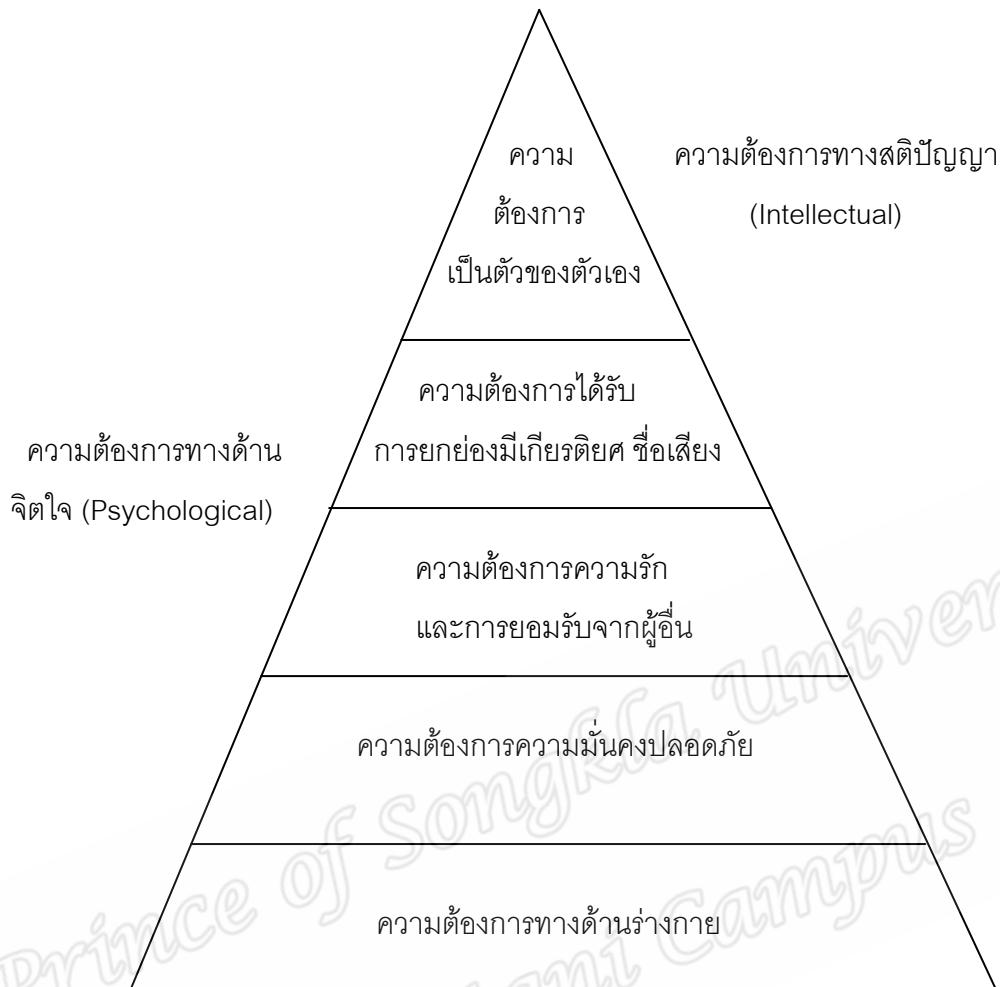 ความ
ต้องการ
เป็นตัวของตัวเอง
ความต้องการทางสติปัญญา
(Intellectual)
ความต้องการได้รับ
การยกย่องมีเกียรติยศ ชื่อเสียง
ความต้องการทางด้าน
จิตใจ (Psychological)
ความต้องการความรัก
และการยอมรับจากผู้อื่น
ความต้องการความมั่นคงปลอดภัย
ความต้องการทางด้านร่างกาย
Prince of Songkla
Campus